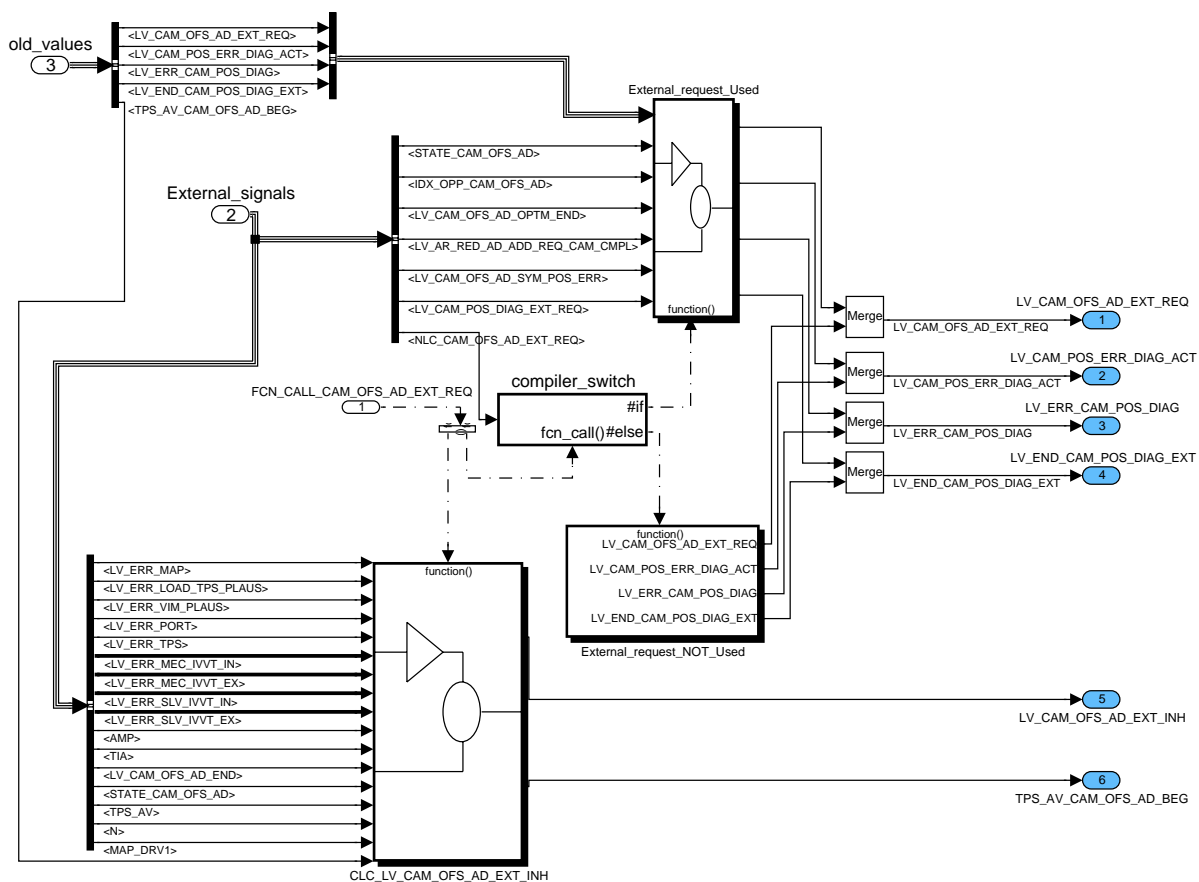 old_values
3
<LV_CAM_OFS_AD_EXT_REQ>
<LV_CAM_POS_ERR_DIAG_ACT>
<LV_ERR_CAM_POS_DIAG>
<LV_END_CAM_POS_DIAG_EXT>
<TPS_AV_CAM_OFS_AD_BEG>
External_request_Used
<STATE_CAM_OFS_AD>
<IDX_OPP_CAM_OFS_AD>
<LV_CAM_OFS_AD_OPTM_END>
<LV_AR_RED_AD_ADD_REQ_CAM_CMPL>
<LV_CAM_OFS_AD_SYM_POS_ERR>
<LV_CAM_POS_DIAG_EXT_REQ>
<NLC_CAM_OFS_AD_EXT_REQ>
function()
External_signals
2
FCN_CALL_CAM_OFS_AD_EXT_REQ
1
compiler_switch
#if
fcn_call()
#else
Merge
LV_CAM_OFS_AD_EXT_REQ
LV_CAM_OFS_AD_EXT_REQ
1
Merge
LV_CAM_POS_ERR_DIAG_ACT
LV_CAM_POS_ERR_DIAG_ACT
2
Merge
LV_ERR_CAM_POS_DIAG
LV_ERR_CAM_POS_DIAG
3
Merge
LV_END_CAM_POS_DIAG_EXT
LV_END_CAM_POS_DIAG_EXT
4
function()
LV_CAM_OFS_AD_EXT_REQ
LV_CAM_POS_ERR_DIAG_ACT
LV_ERR_CAM_POS_DIAG
LV_END_CAM_POS_DIAG_EXT
External_request_NOT_Used
<LV_ERR_MAP>
<LV_ERR_LOAD_TPS_PLAUS>
<LV_ERR_VIM_PLAUS>
<LV_ERR_PORT>
<LV_ERR_TPS>
<LV_ERR_MEC_IVVT_IN>
<LV_ERR_MEC_IVVT_EX>
<LV_ERR_SLV_IVVT_IN>
<LV_ERR_SLV_IVVT_EX>
<AMP>
<TIA>
<LV_CAM_OFS_AD_END>
<STATE_CAM_OFS_AD>
<TPS_AV>
<N>
<MAP_DRV1>
function()
CLC_LV_CAM_OFS_AD_EXT_INH
5
LV_CAM_OFS_AD_EXT_INH
6
TPS_AV_CAM_OFS_AD_BEG